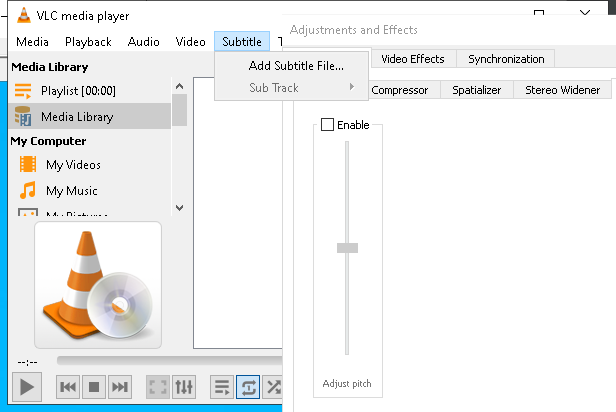 VLC media player
Media Playback Audio Video Subtitle T
Adjustments and Effects
Add Subtitle File...
Sub Track
Video Effects Synchronization
Compressor Spatializer Stereo Widener
Media Library
Playlist [00:00]
Media Library
My Computer
My Videos
My Music
My Pictures
Enable
Adjust pitch
--:--